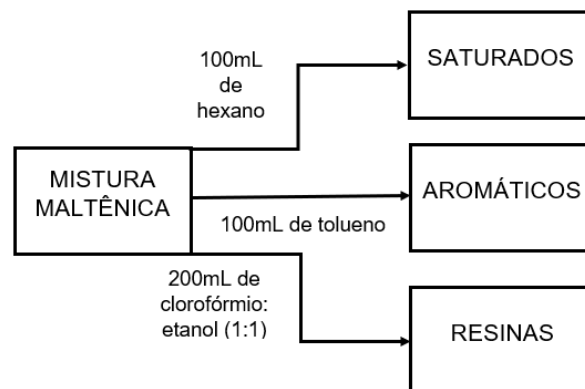 100mL
de
hexano
SATURADOS
MISTURA
MALTÊNICA
100mL de tolueno
AROMÁTICOS
200mL de
clorofórmio:
etanol (1:1)
RESINAS